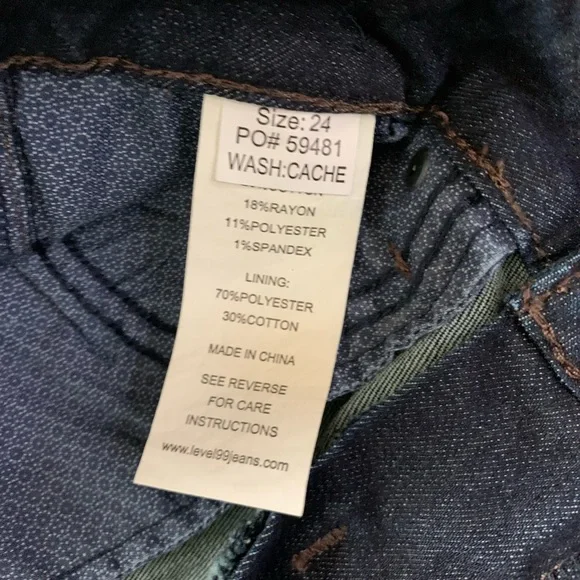 Size: 24
PO# 59481
WASH:CACHE
18%RAYON
11%POLYESTER
1%SPANDEX
LINING:
70%POLYESTER
30%COTTON
MADE IN CHINA
SEE REVERSE
FOR CARE
INSTRUCTIONS
www.level99jeans.com